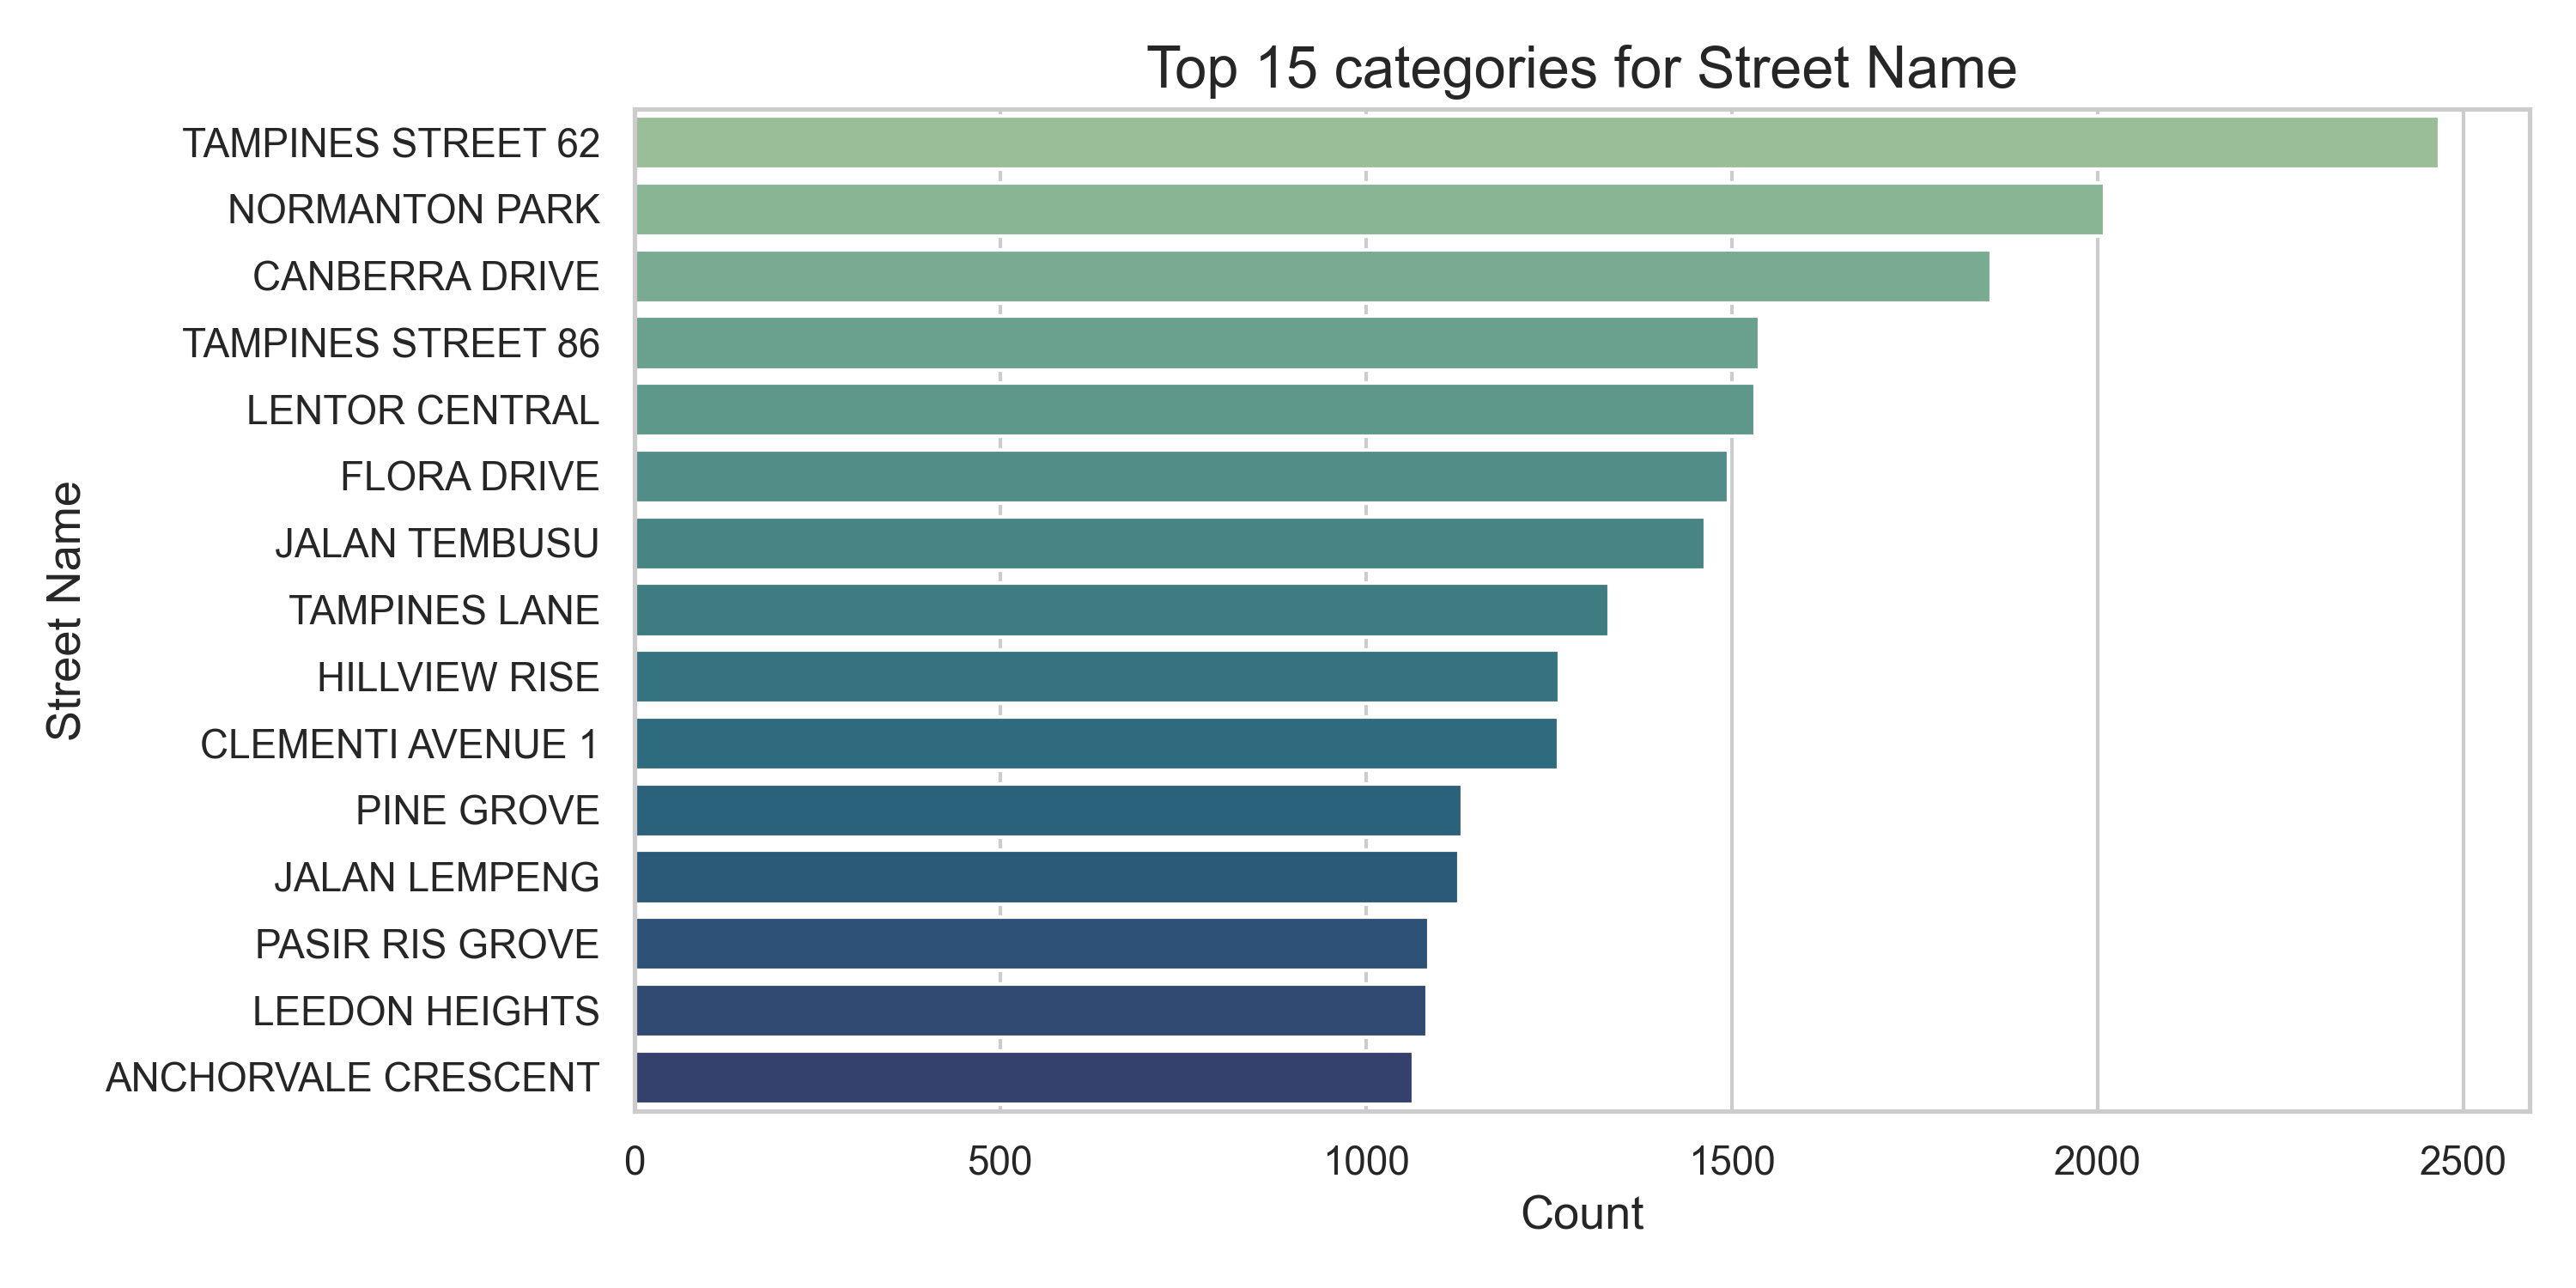 Top 15 categories for Street Name
TAMPINES STREET 62
NORMANTON PARK
CANBERRA DRIVE
TAMPINES STREET 86
LENTOR CENTRAL
FLORA DRIVE
JALAN TEMBUSU
TAMPINES LANE
HILLVIEW RISE
CLEMENTI AVENUE 1
PINE GROVE
JALAN LEMPENG
PASIR RIS GROVE
LEEDON HEIGHTS
ANCHORVALE CRESCENT
Street Name
0 500 1000 1500 2000 2500
Count